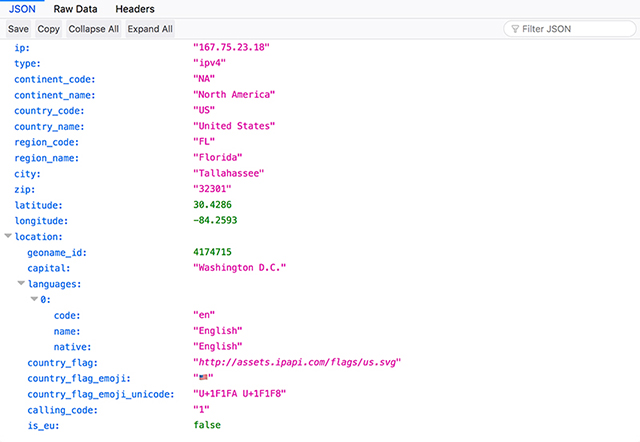 JSON Raw Data Headers
Save Copy Collapse All Expand All Filter JSON
ip: "167.75.23.18"
type: "ipv4"
continent_code: "NA"
continent_name: "North America"
country_code: "US"
country_name: "United States"
region_code: "FL"
region_name: "Florida"
city: "Tallahassee"
zip: "32301"
latitude: 30.4286
longitude: -84.2593
location:
geoname_id: 4174715
capital: "Washington D.C."
languages:
0:
code: "en"
name: "English"
native: "English"
country_flag: "http://assets.ipapi.com/flags/us.svg"
country_flag_emoji: "🇺🇸"
country_flag_emoji_unicode: "U+1F1FA U+1F1F8"
calling_code: "1"
is_eu: false